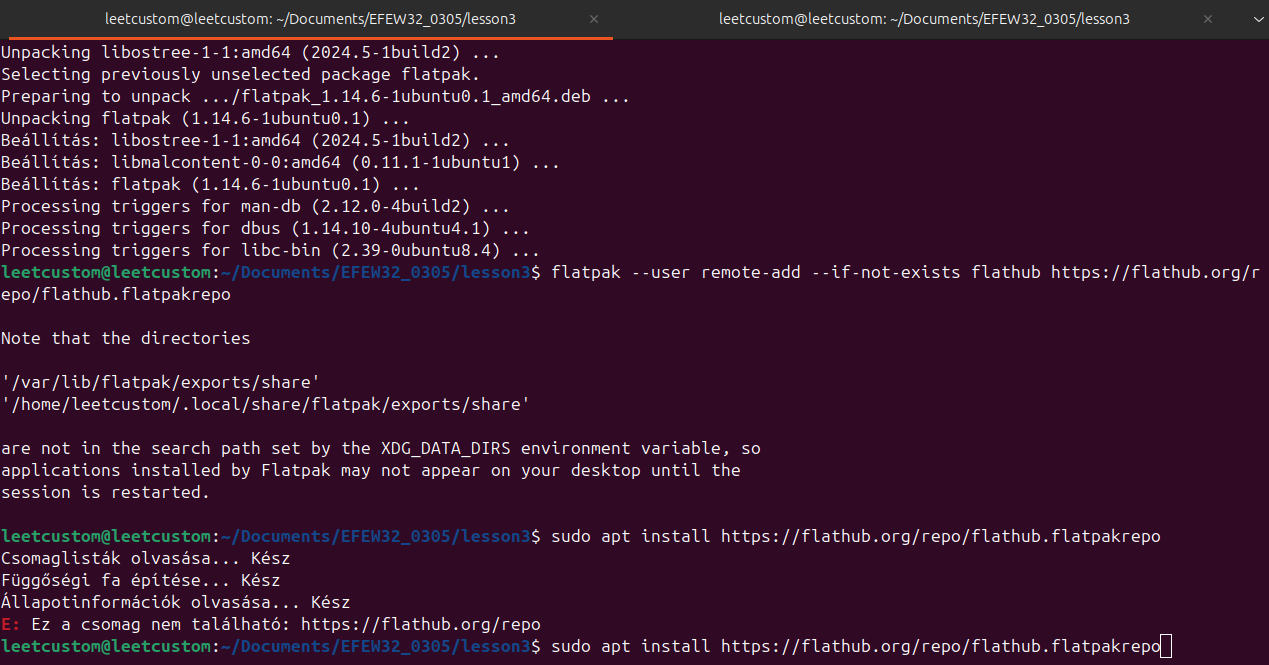 leetcustom@leetcustom: ~/Documents/EFEW32_0305/lesson3 × leetcustom@leetcustom: ~/Documents/EFEW32_0305/lesson3 ×
Unpacking libostree-1-1:amd64 (2024.5-1build2) ...
Selecting previously unselected package flatpak.
Preparing to unpack .../flatpak_1.14.6-1ubuntu0.1_amd64.deb ...
Unpacking flatpak (1.14.6-1ubuntu0.1) ...
Beállítás: libostree-1-1:amd64 (2024.5-1build2) ...
Beállítás: libmalcontent-0-0:amd64 (0.11.1-1ubuntu1) ...
Beállítás: flatpak (1.14.6-1ubuntu0.1) ...
Processing triggers for man-db (2.12.0-4build2) ...
Processing triggers for dbus (1.14.10-4ubuntu4.1) ...
Processing triggers for libc-bin (2.39-0ubuntu8.4) ...
leetcustom@leetcustom:~/Documents/EFEW32_0305/lesson3$ flatpak --user remote-add --if-not-exists flathub https://flathub.org/r
epo/flathub.flatpakrepo
Note that the directories
'/var/lib/flatpak/exports/share'
'/home/leetcustom/.local/share/flatpak/exports/share'
are not in the search path set by the XDG_DATA_DIRS environment variable, so
applications installed by Flatpak may not appear on your desktop until the
session is restarted.
leetcustom@leetcustom:~/Documents/EFEW32_0305/lesson3$ sudo apt install https://flathub.org/repo/flathub.flatpakrepo
Csomaglisták olvasása... Kész
Függőségi fa építése... Kész
Állapotinformációk olvasása... Kész
E: Ez a csomag nem található: https://flathub.org/repo
leetcustom@leetcustom:~/Documents/EFEW32_0305/lesson3$ sudo apt install https://flathub.org/repo/flathub.flatpakrepo